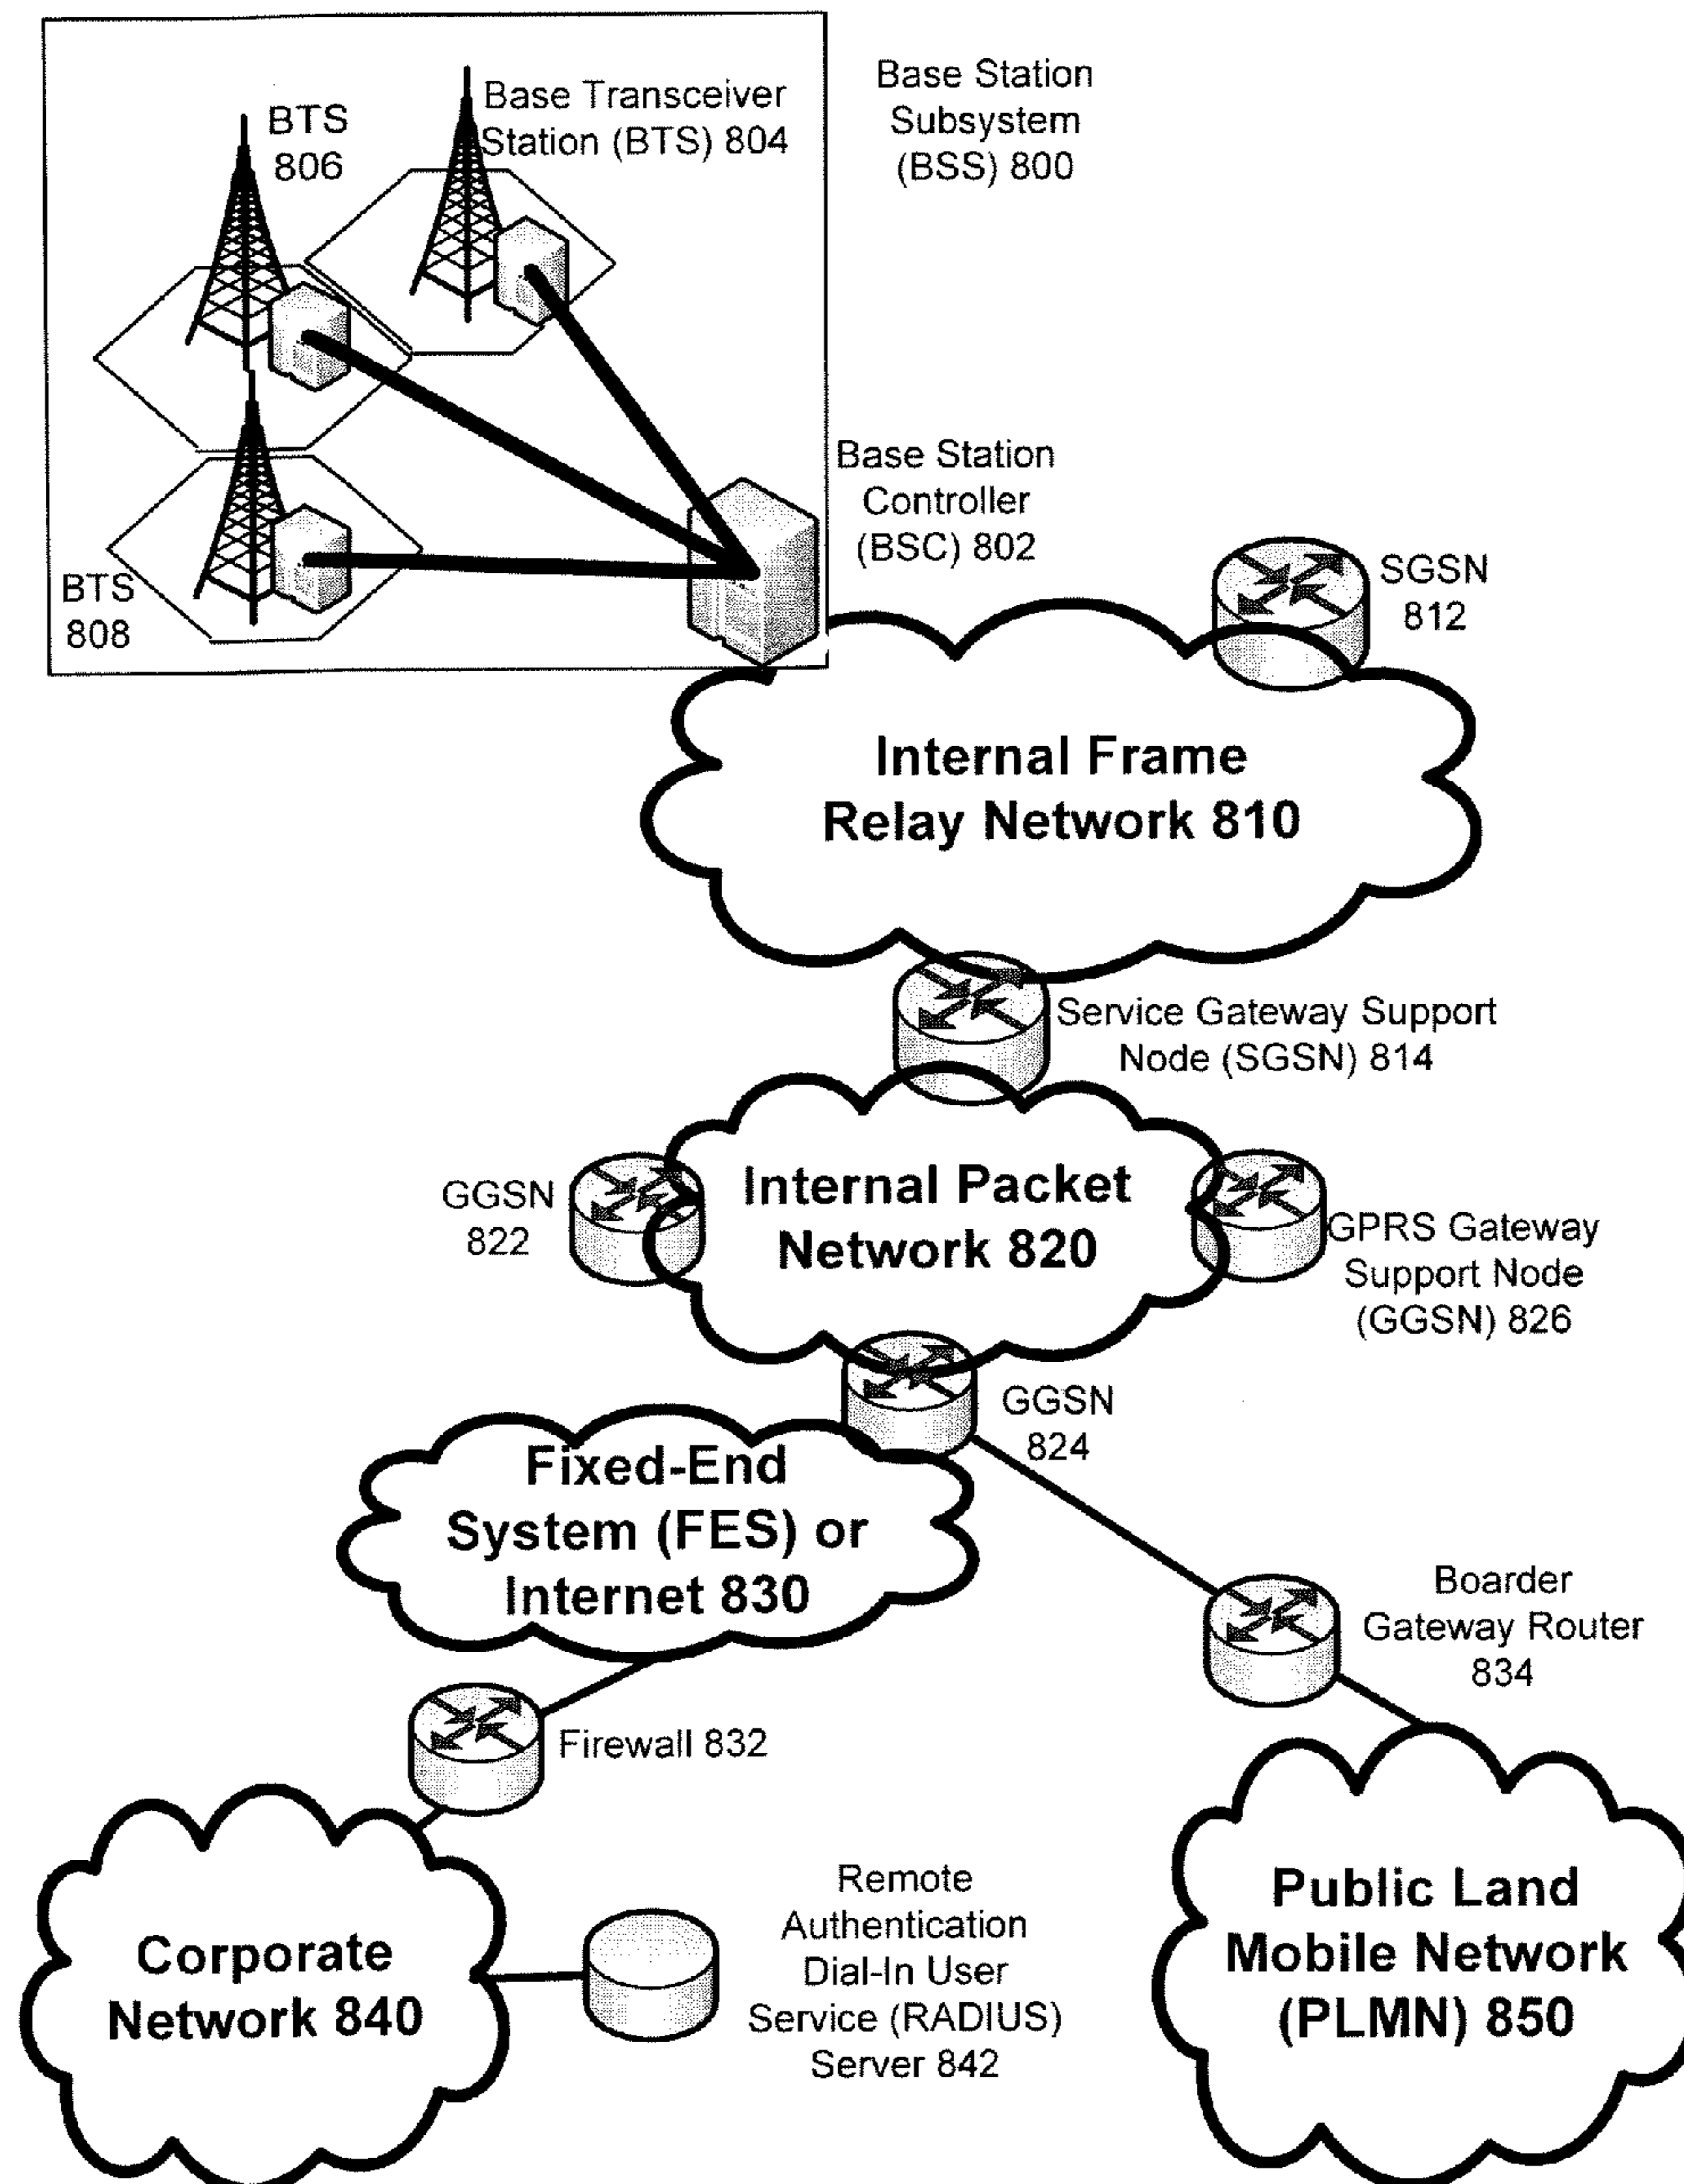 BTS
806
Base Transceiver
Station (BTS) 804
Base Station
Subsystem
(BSS) 800
Base Station
Controller
(BSC) 802
BTS
808
SGSN
812
Internal Frame
Relay Network 810
Service Gateway Support
Node (SGSN) 814
GGSN
822
Internal Packet
Network 820
GPRS Gateway
Support Node
(GGSN) 826
GGSN
824
Fixed-End
System (FES) or
Internet 830
Boarder
Gateway Router
834
Firewall 832
Corporate
Network 840
Remote
Authentication
Dial-In User
Service (RADIUS)
Server 842
Public Land
Mobile Network
(PLMN) 850